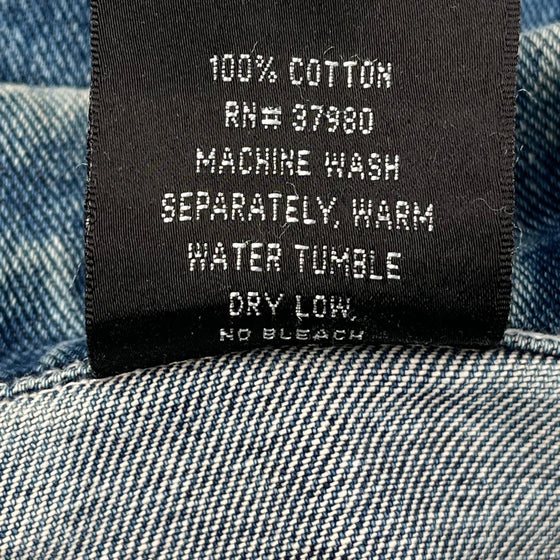 100% COTTON
RN# 37980
MACHINE WASH
SEPARATELY, WARM
WATER TUMBLE
DRY LOW,
NO BLEACH